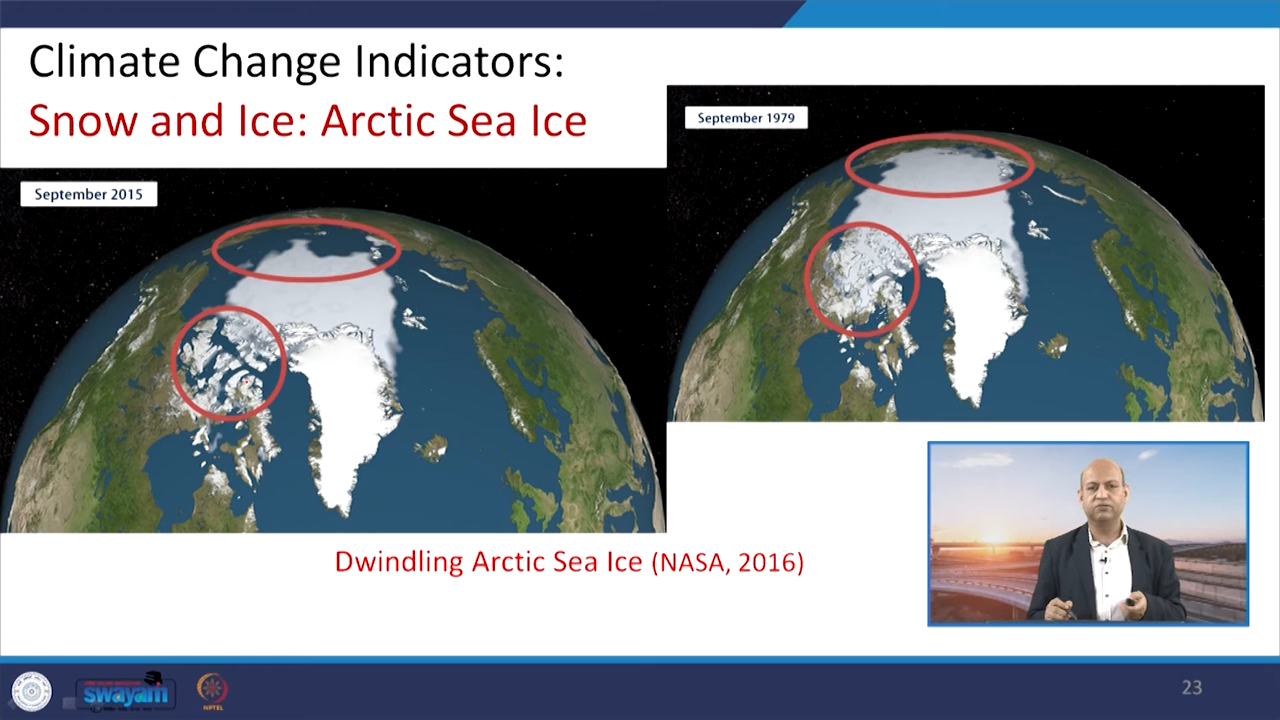 Climate Change Indicators:
Snow and Ice: Arctic Sea Ice
September 2015
September 1979
Dwindling Arctic Sea Ice (NASA, 2016)
swayam
NPTEL
23